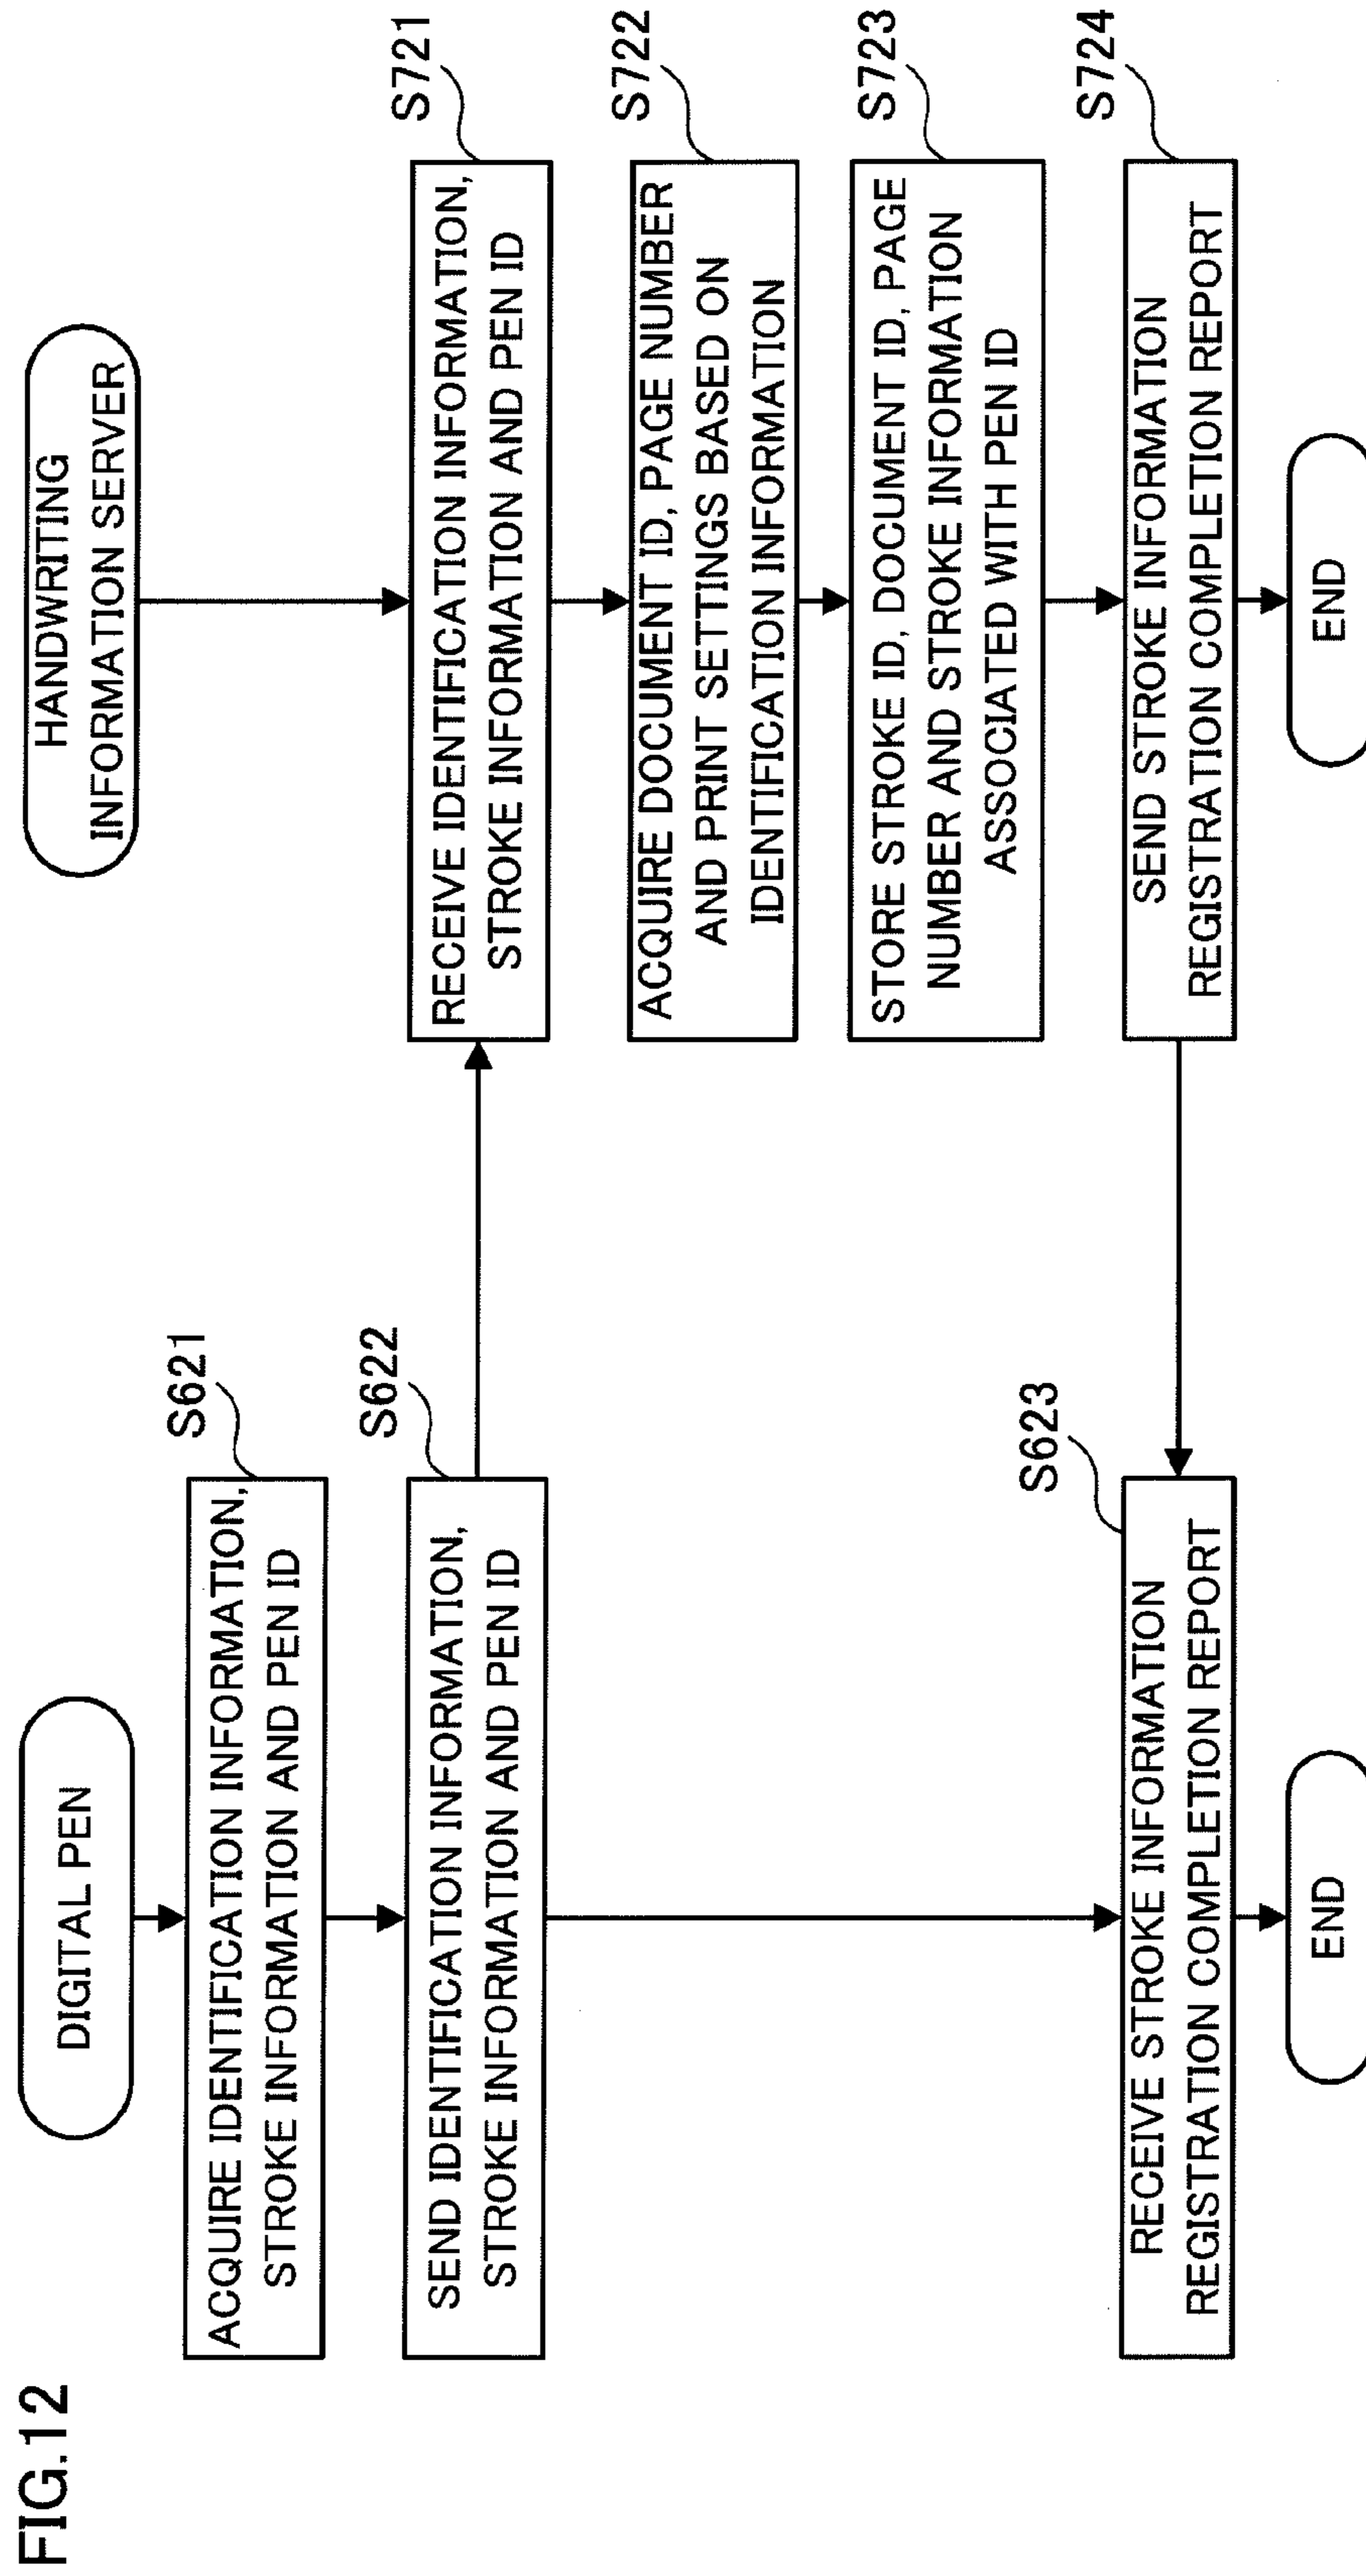 FIG.12
DIGITAL PEN
ACQUIRE IDENTIFICATION INFORMATION,
STROKE INFORMATION AND PEN ID
S621
SEND IDENTIFICATION INFORMATION,
STROKE INFORMATION AND PEN ID
S622
RECEIVE STROKE INFORMATION
REGISTRATION COMPLETION REPORT
S623
END
HANDWRITING
INFORMATION SERVER
RECEIVE IDENTIFICATION INFORMATION,
STROKE INFORMATION AND PEN ID
S721
ACQUIRE DOCUMENT ID, PAGE NUMBER
AND PRINT SETTINGS BASED ON
IDENTIFICATION INFORMATION
S722
STORE STROKE ID, DOCUMENT ID, PAGE
NUMBER AND STROKE INFORMATION
ASSOCIATED WITH PEN ID
S723
SEND STROKE INFORMATION
REGISTRATION COMPLETION REPORT
S724
END